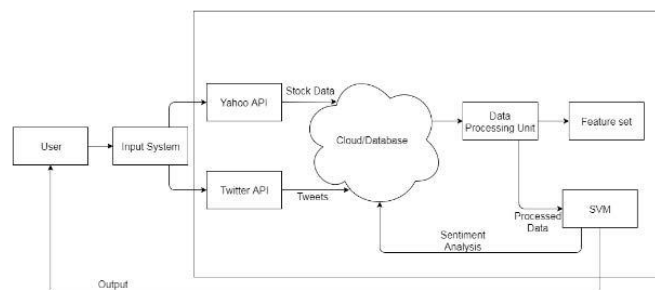 Yahoo API
Stock Data
Cloud/Database
Data
Processing Unit
Feature set
User
Input System
Twitter API
Tweets
Processed
Data
SVM
Sentiment
Analysis
Output